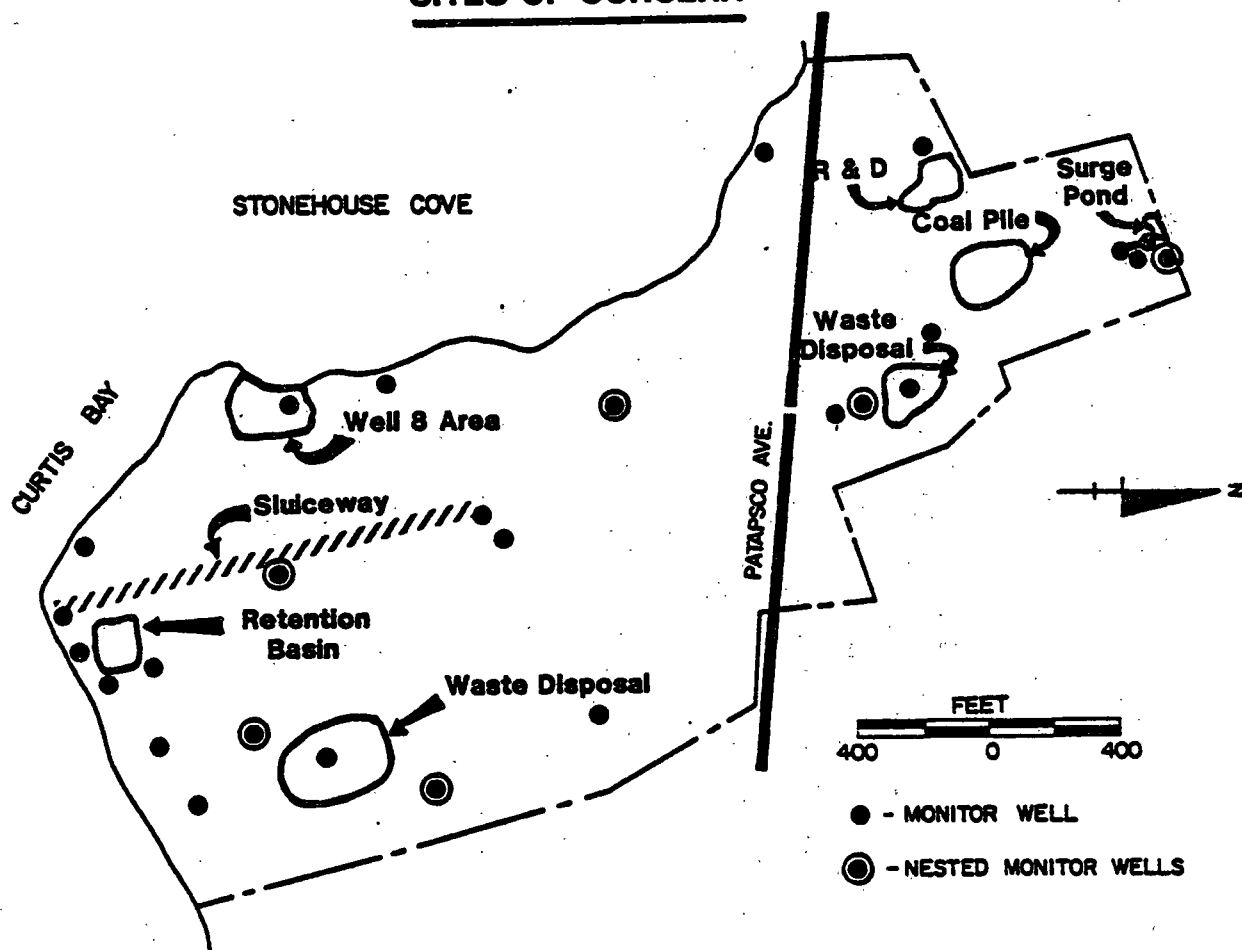 STONEHOUSE COVE
R & D
Surge
Pond
Coal Pile
Waste
Disposal
CURTIS BAY
Well 8 Area
Sluiceway
PATAPSCO AVE.
N
Retention
Basin
Waste Disposal
FEET
400 0 400
- MONITOR WELL
- NESTED MONITOR WELLS